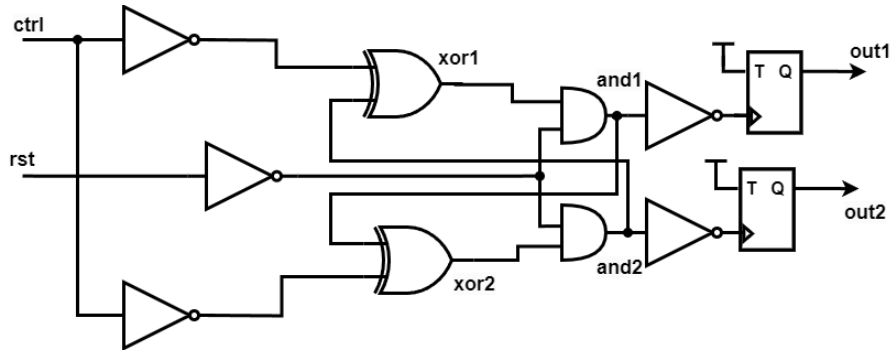 ctrl
xor1
and1
T Q
out1
rst
T Q
out2
xor2
and2